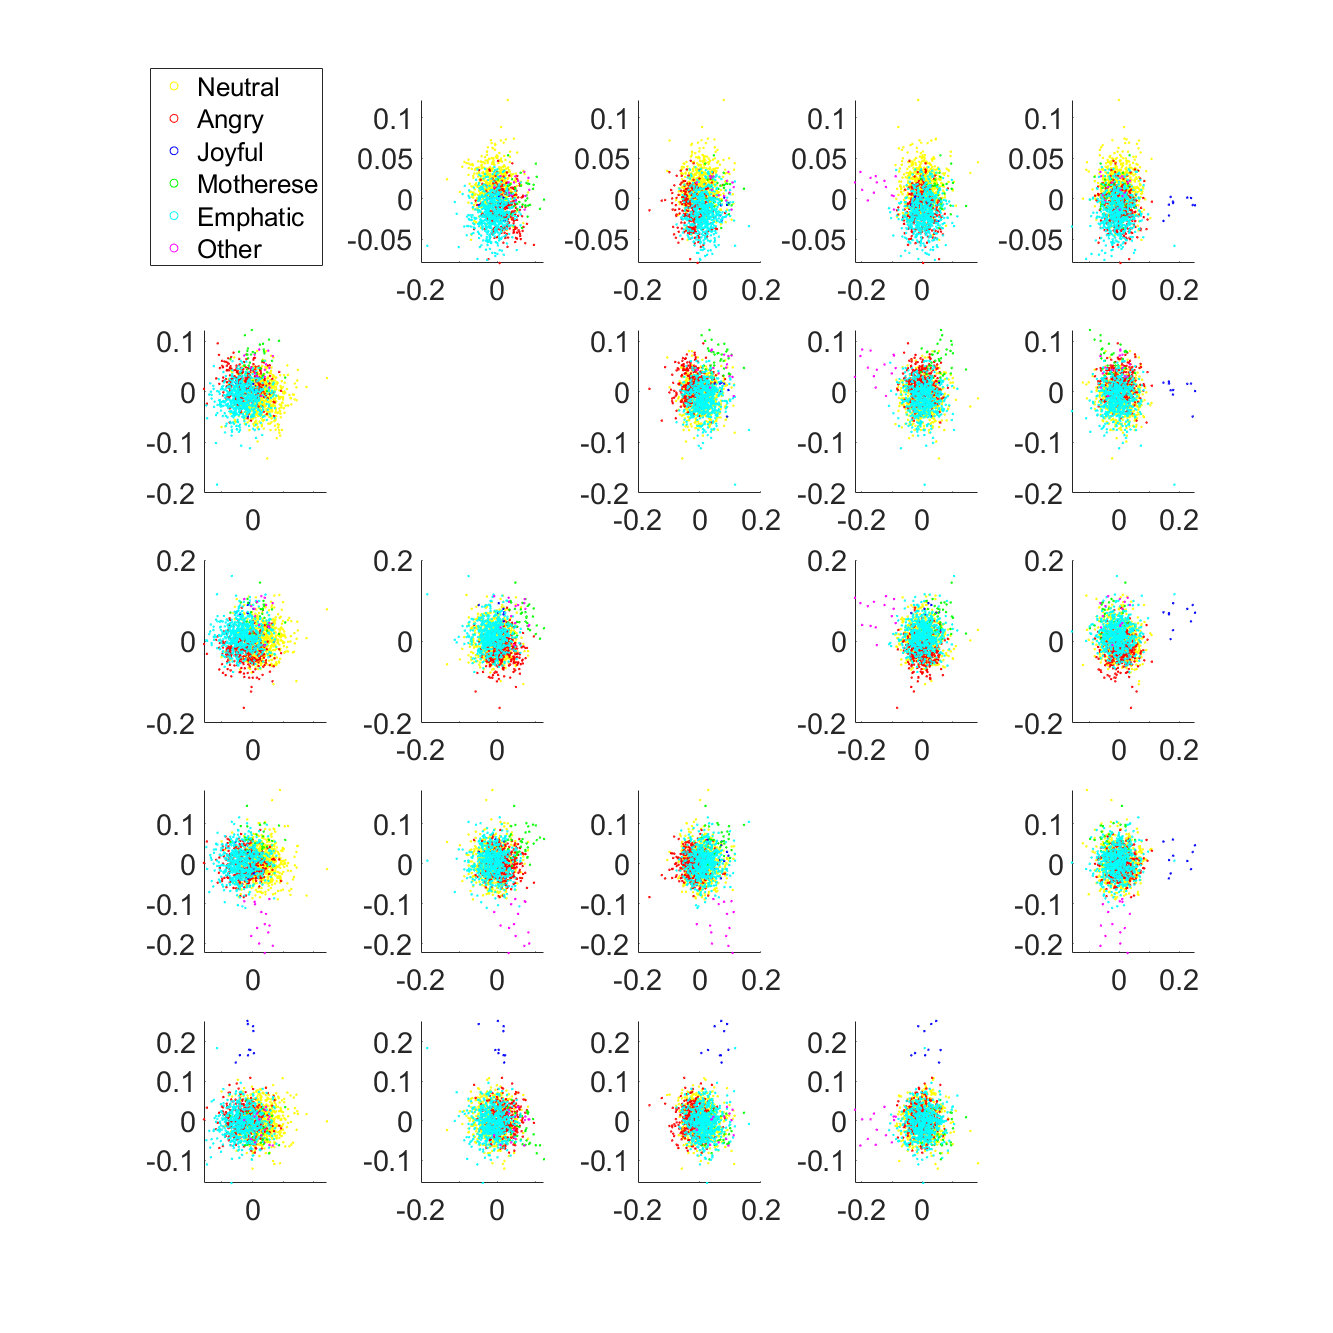 Neutral
Angry
Joyful
Motherese
Emphatic
Other
0.1 0.1 0.1 0.1
0.05 0.05 0.05 0.05
0 0 0 0
-0.05 -0.05 -0.05 -0.05
-0.2 0 -0.2 0 0.2 -0.2 0 0 0.2
0.1 0.1 0.1 0.1
0 0 0 0
-0.1 -0.1 -0.1 -0.1
-0.2 -0.2 -0.2 -0.2
0 -0.2 0 0.2 -0.2 0 0 0.2
0.2 0.2 0.2 0.2
0 0 0 0
-0.2 -0.2 -0.2 -0.2
0 -0.2 0 -0.2 0 0 0.2
0.1 0.1 0.1 0.1
0 0 0 0
-0.1 -0.1 -0.1 -0.1
-0.2 -0.2 -0.2 -0.2
0 -0.2 0 -0.2 0 0.2 0 0.2
0.2 0.2 0.2 0.2
0.1 0.1 0.1 0.1
0 0 0 0
-0.1 -0.1 -0.1 -0.1
0 -0.2 0 -0.2 0 0.2 -0.2 0